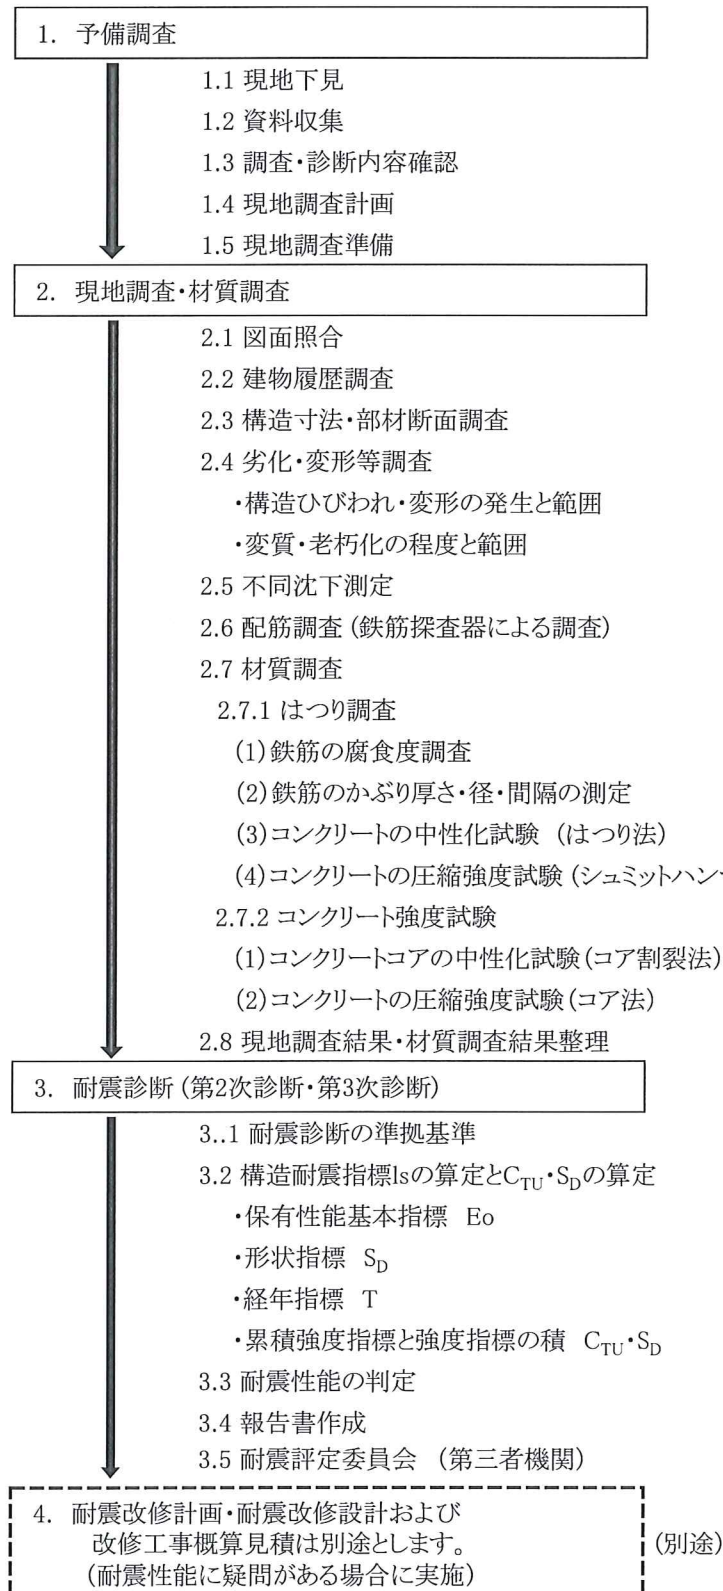 1. 予備調査
1.1 現地下見
1.2 資料収集
1.3 調査・診断内容確認
1.4 現地調査計画
1.5 現地調査準備
2. 現地調査・材質調査
2.1 図面照合
2.2 建物履歴調査
2.3 構造寸法・部材断面調査
2.4 劣化・変形等調査
・構造ひびわれ・変形の発生と範囲
・変質・老朽化の程度と範囲
2.5 不同沈下測定
2.6 配筋調査 (鉄筋探査器による調査)
2.7 材質調査
2.7.1 はつり調査
(1)鉄筋の腐食度調査
(2)鉄筋のかぶり厚さ・径・間隔の測定
(3)コンクリートの中性化試験 (はつり法)
(4)コンクリートの圧縮強度試験 (シュミットハン
2.7.2 コンクリート強度試験
(1)コンクリートコアの中性化試験(コア割裂法)
(2)コンクリートの圧縮強度試験(コア法)
2.8 現地調査結果・材質調査結果整理
3. 耐震診断 (第2次診断・第3次診断)
3..1 耐震診断の準拠基準
3.2 構造耐震指標lsの算定とCTU・SDの算定
・保有性能基本指標 Eo
・形状指標 SD
・経年指標 T
・累積強度指標と強度指標の積 CTU・SD
3.3 耐震性能の判定
3.4 報告書作成
3.5 耐震評定委員会 (第三者機関)
4. 耐震改修計画・耐震改修設計および
改修工事概算見積は別途とします。 (別途)
(耐震性能に疑問がある場合に実施)